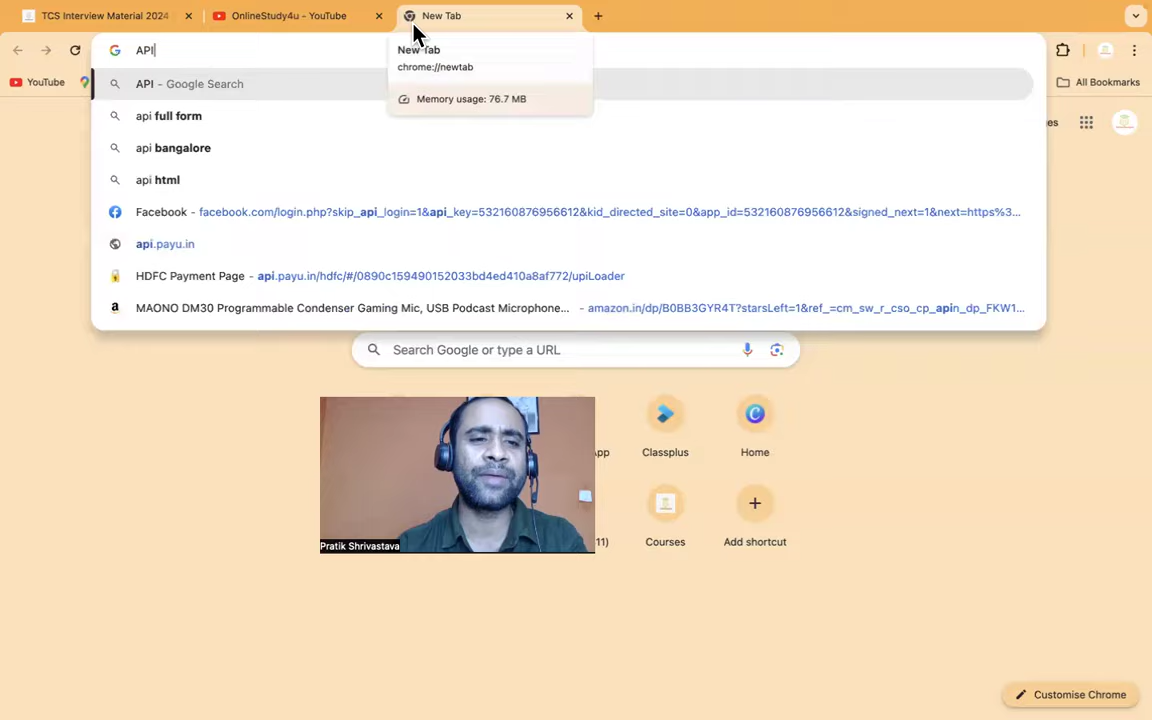 TCS Interview Material 2024
OnlineStudy4u - YouTube
New Tab
API
New Tab
chrome://newtab
Memory usage: 76.7 MB
YouTube
All Bookmarks
API - Google Search
api full form
api bangalore
api html
Facebook - facebook.com/login.php?skip_api_login=1&api_key=532160876956612&kid_directed_site=0&app_id=532160876956612&signed_next=1&next=https%3...
api.payu.in
HDFC Payment Page - api.payu.in/hdfc/#/0890c159490152033bd4ed410a8af772/upiLoader
MAONO DM30 Programmable Condenser Gaming Mic, USB Podcast Microphone... - amazon.in/dp/B0BB3GYR4T?starsLeft=1&ref_=cm_sw_r_cso_cp_apin_dp_FKW1...
es
Search Google or type a URL
App
Classplus
Home
Pratik Shrivastava
11)
Courses
Add shortcut
Customise Chrome